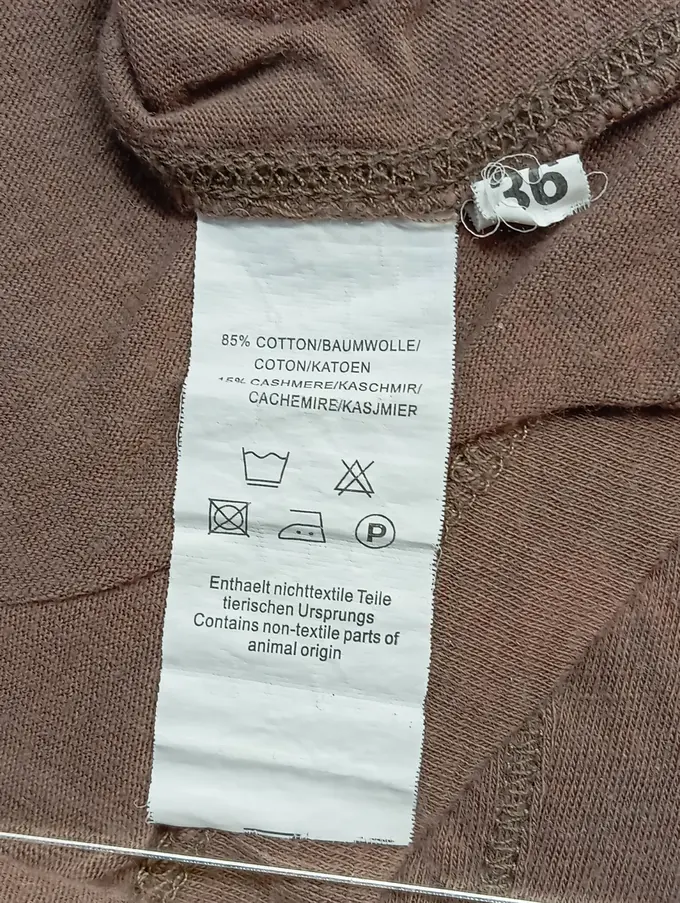 36
85% COTTON/BAUMWOLLE/
COTON/KATOEN
15% CASHMERE/KASCHMIR/
CACHEMIRE/KASJMIER
P
Enthaelt nichttextile Teile
tierischen Ursprungs
Contains non-textile parts of
animal origin